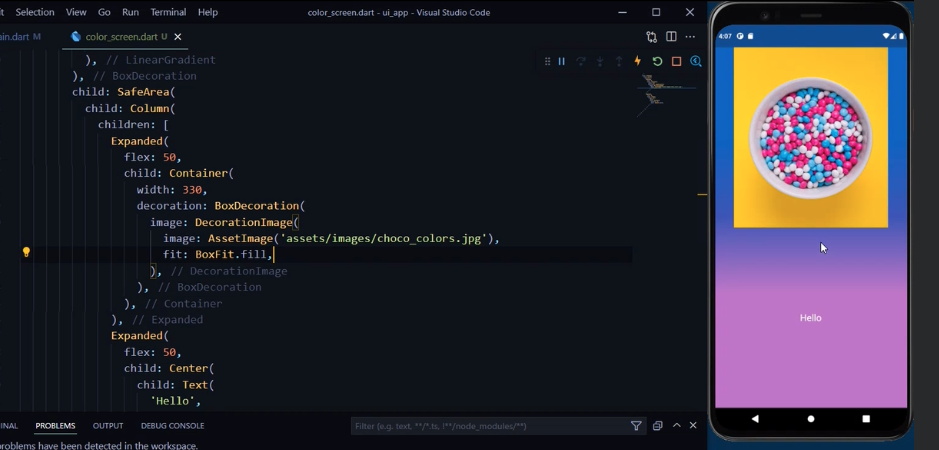 Selection View Go Run Terminal Help color_screen.dart - ui_app - Visual Studio Code
in.dart M color_screen.dart U
), // LinearGradient
), // BoxDecoration
child: SafeArea(
child: Column(
children: [
Expanded(
flex: 50,
child: Container(
width: 330,
decoration: BoxDecoration(
image: DecorationImage(
image: AssetImage('assets/images/choco_colors.jpg'),
fit: BoxFit.fill,
), // DecorationImage
), // BoxDecoration
), // Container
), // Expanded
Expanded(
flex: 50,
child: Center(
child: Text(
'Hello',
INAL PROBLEMS OUTPUT DEBUG CONSOLE Filter (e.g. text, **/*.ts, !**/node_modules/**)
problems have been detected in the workspace.
4:07
Hello